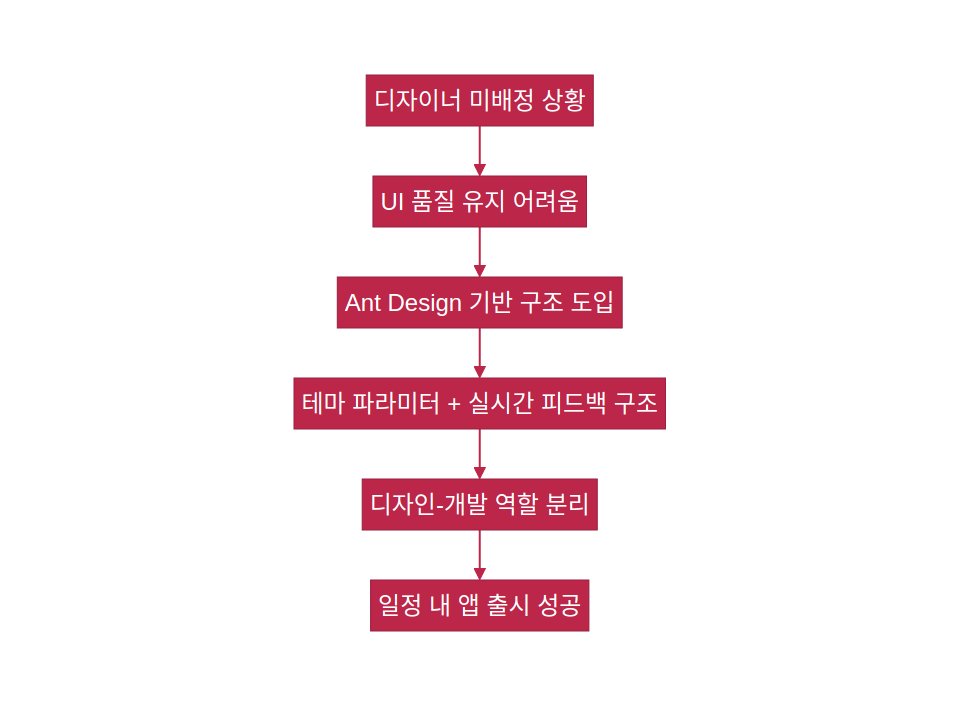 디자이너 미배정 상황
UI 품질 유지 어려움
Ant Design 기반 구조 도입
테마 파라미터 + 실시간 피드백 구조
디자인-개발 역할 분리
일정 내 앱 출시 성공